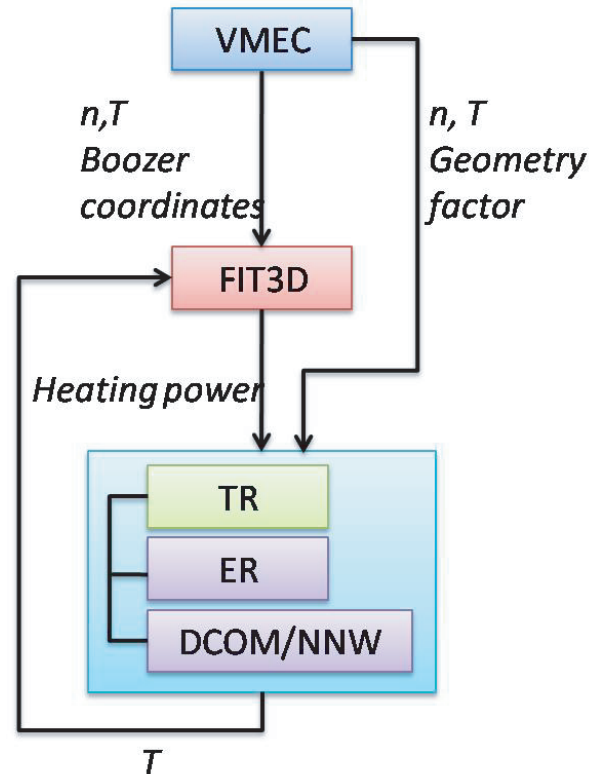 VMEC
n,T
Boozer
coordinates
n, T
Geometry
factor
FIT3D
Heating power
TR
ER
DCOM/NNW
T